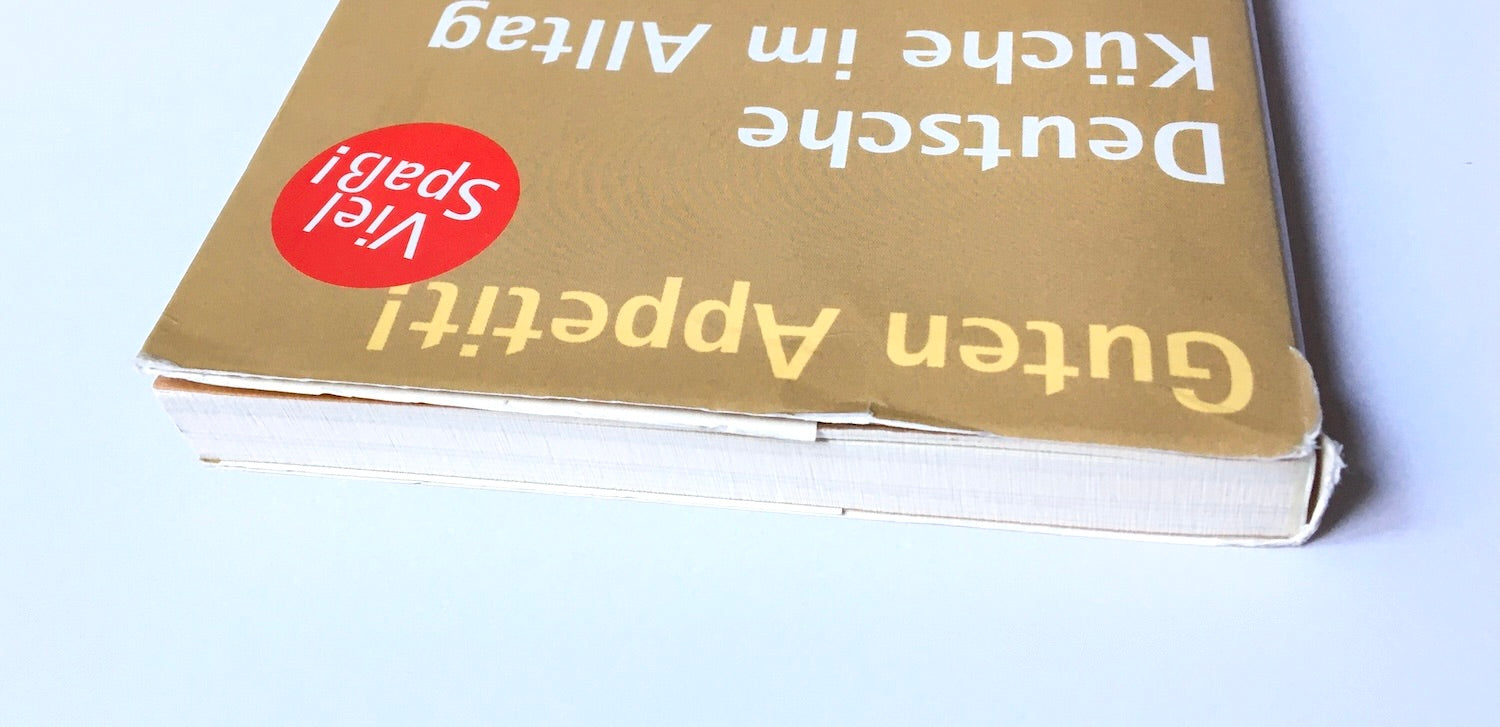 Guten Appetit!
Viel
Spaß!
Deutsche
Küche im Alltag